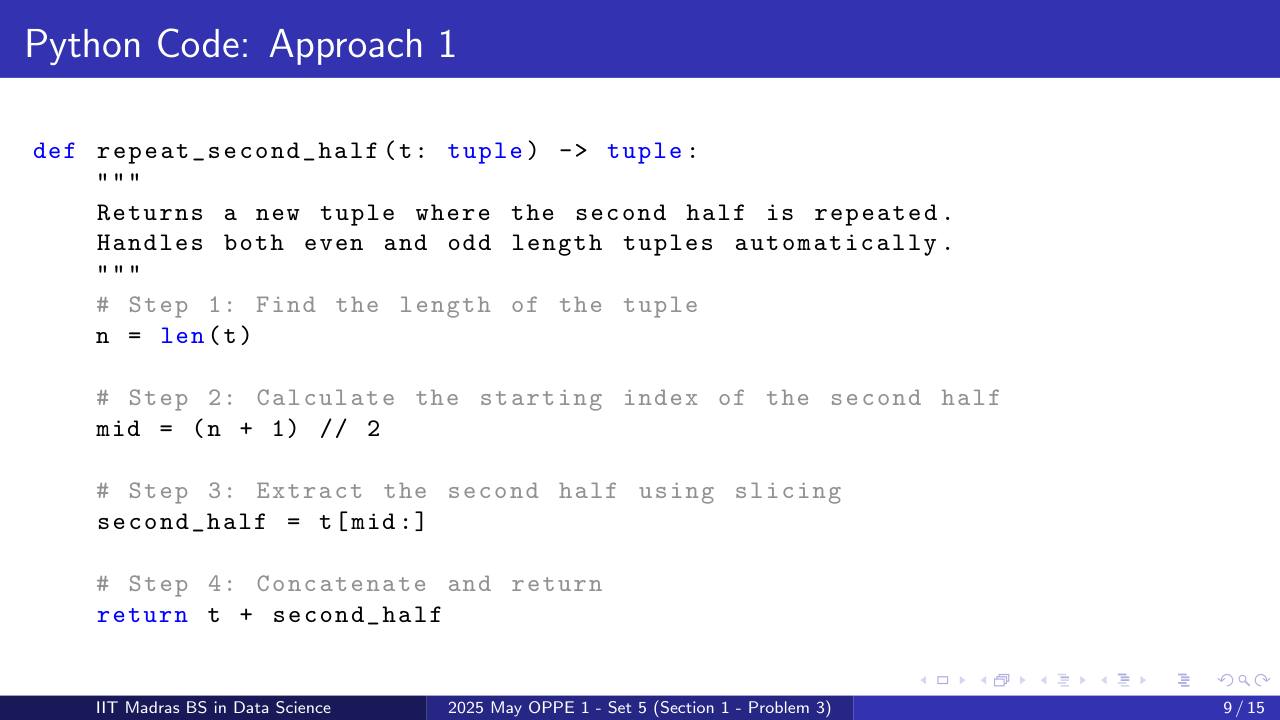 Python Code: Approach 1
def repeat_second_half(t: tuple) -> tuple:
    """
    Returns a new tuple where the second half is repeated.
    Handles both even and odd length tuples automatically.
    """
    # Step 1: Find the length of the tuple
    n = len(t)
    # Step 2: Calculate the starting index of the second half
    mid = (n + 1) // 2
    # Step 3: Extract the second half using slicing
    second_half = t[mid:]
    # Step 4: Concatenate and return
    return t + second_half
IIT Madras BS in Data Science
2025 May OPPE 1 - Set 5 (Section 1 - Problem 3)
9 / 15